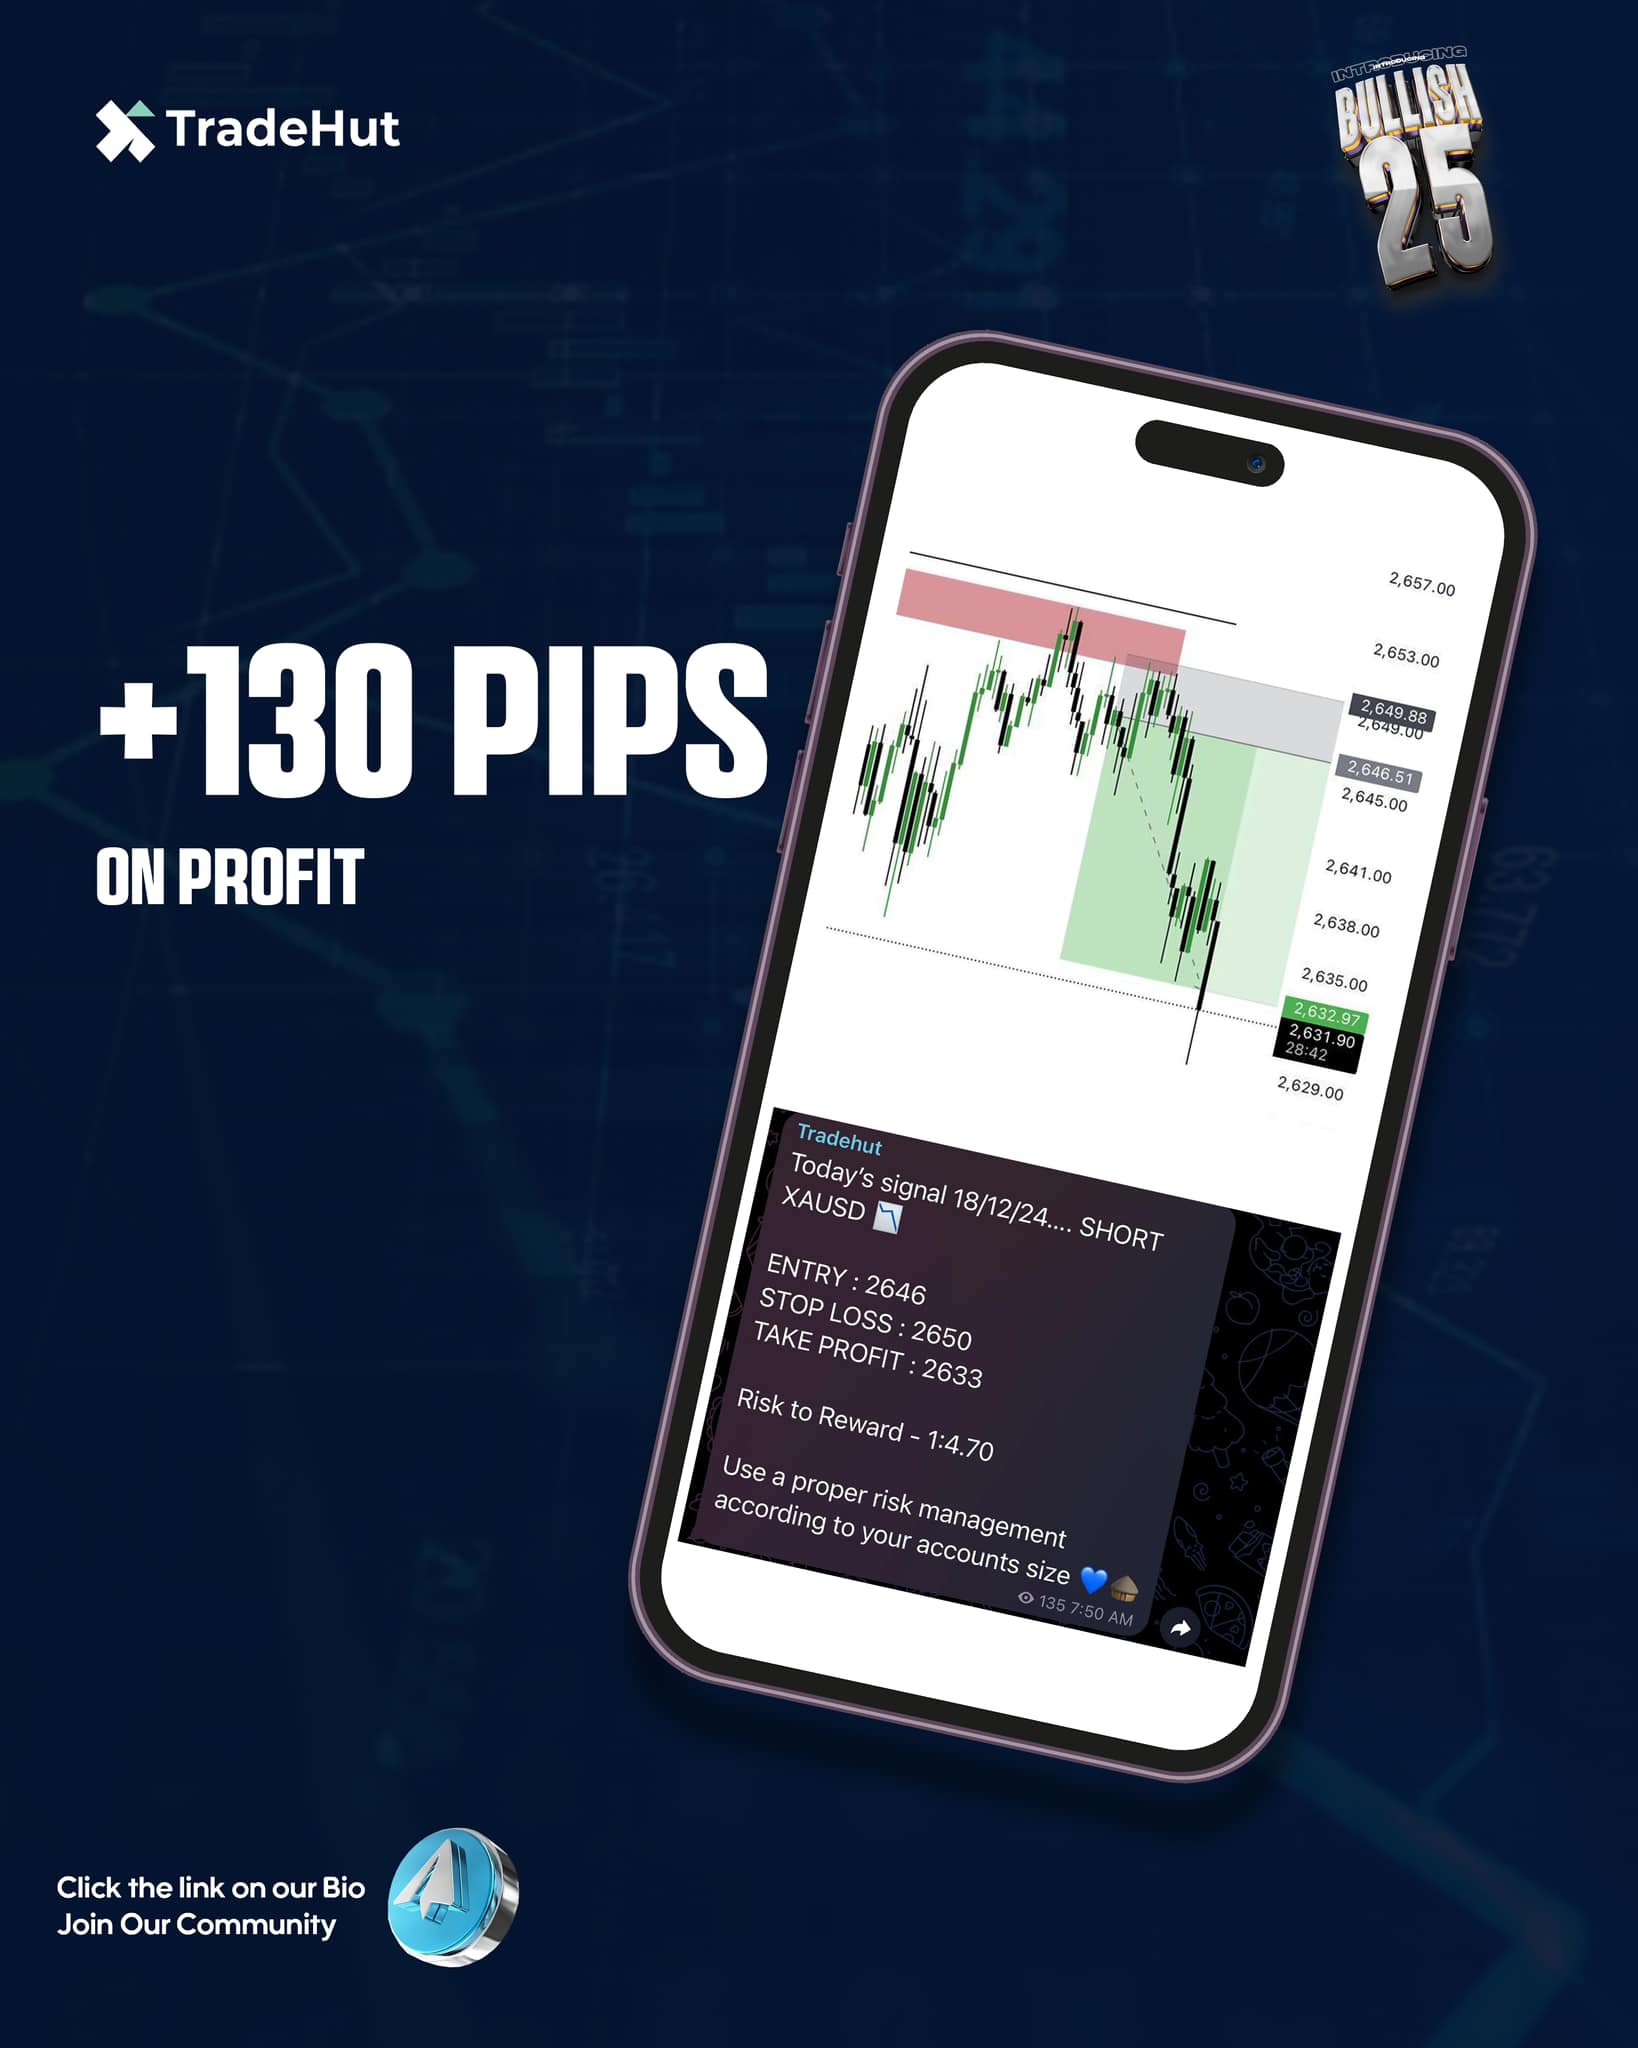 TradeHut
INTRODUCING
BULLISH
25
+130 PIPS
ON PROFIT
2,657.00
2,653.00
2,649.88
2,649.00
2,646.51
2,645.00
2,641.00
2,638.00
2,635.00
2,632.97
2,631.90
28:42
2,629.00
Tradehut
Today's signal 18/12/24.... SHORT
XAUSD 📉
ENTRY : 2646
STOP LOSS : 2650
TAKE PROFIT : 2633
Risk to Reward - 1:4.70
Use a proper risk management
according to your accounts size 💙🛖
135 7:50 AM
Click the link on our Bio
Join Our Community